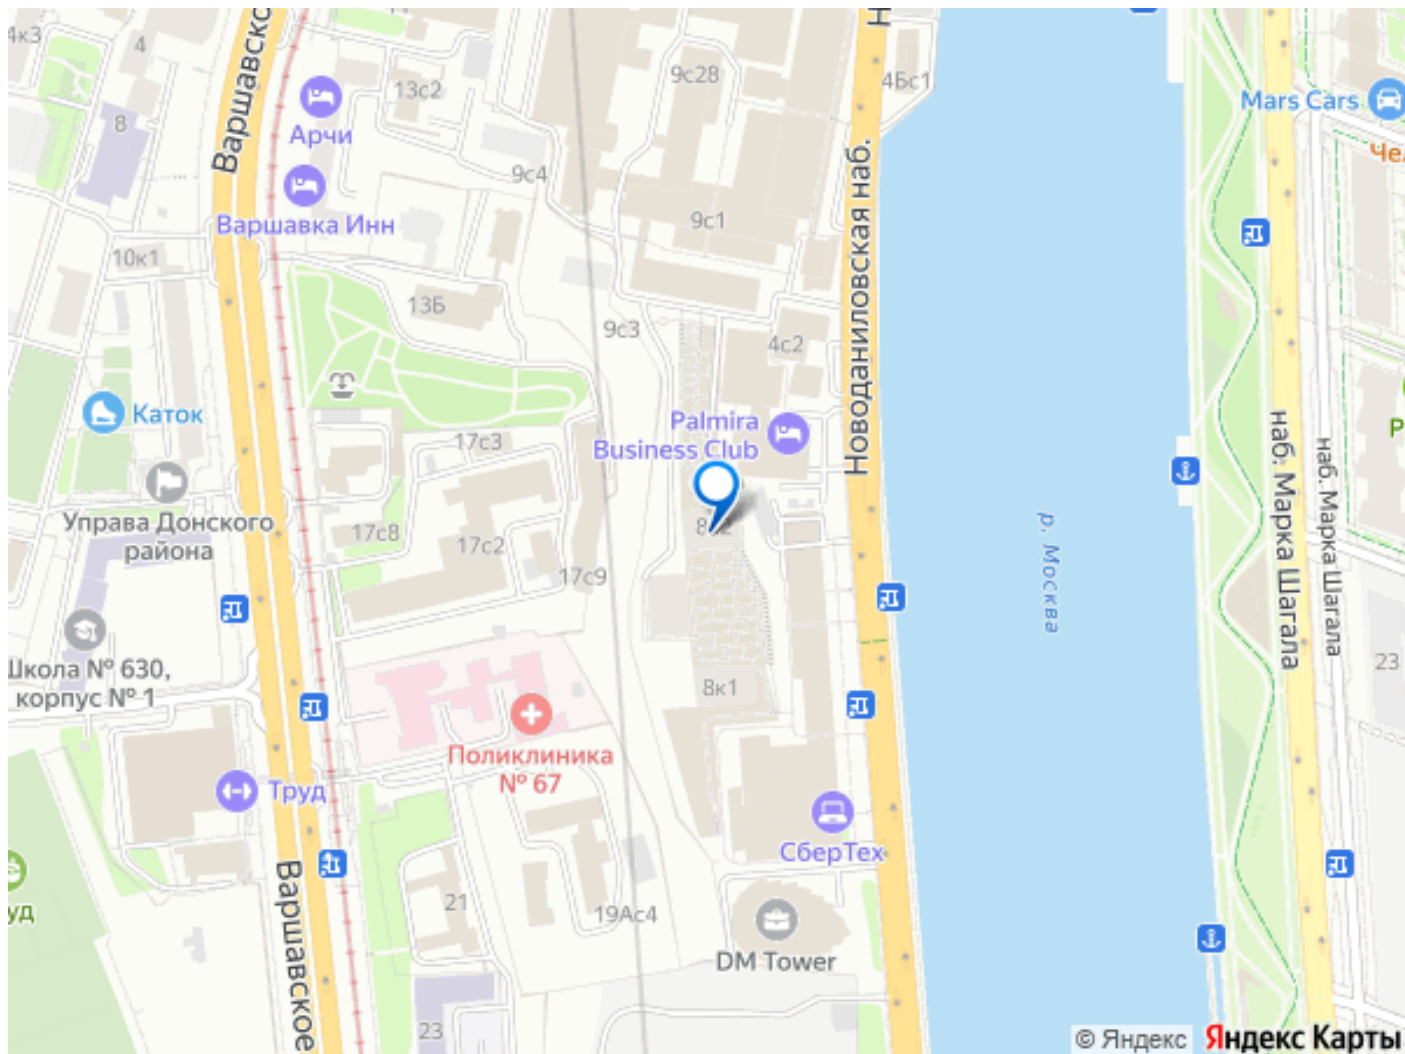 4к3
4
Варшавско
13с2
9с28
Н
4Бс1
Mars Cars
Че
Арчи
8
9с4
Варшавка Инн
9с1
Новоданиловская наб.
10к1
13Б
9с3
4с2
Каток
Palmira
Business Club
17с3
Управа Донского
района
17с8
17с2
17с9
р. Москва
наб. Марка Шагала
наб. Марка Шагала
Р
Школа № 630,
корпус № 1
8к1
23
Поликлиника
№ 67
Труд
СберТех
Варшавское
21
19Ас4
DM Tower
уд
23
© Яндекс Яндекс Карты